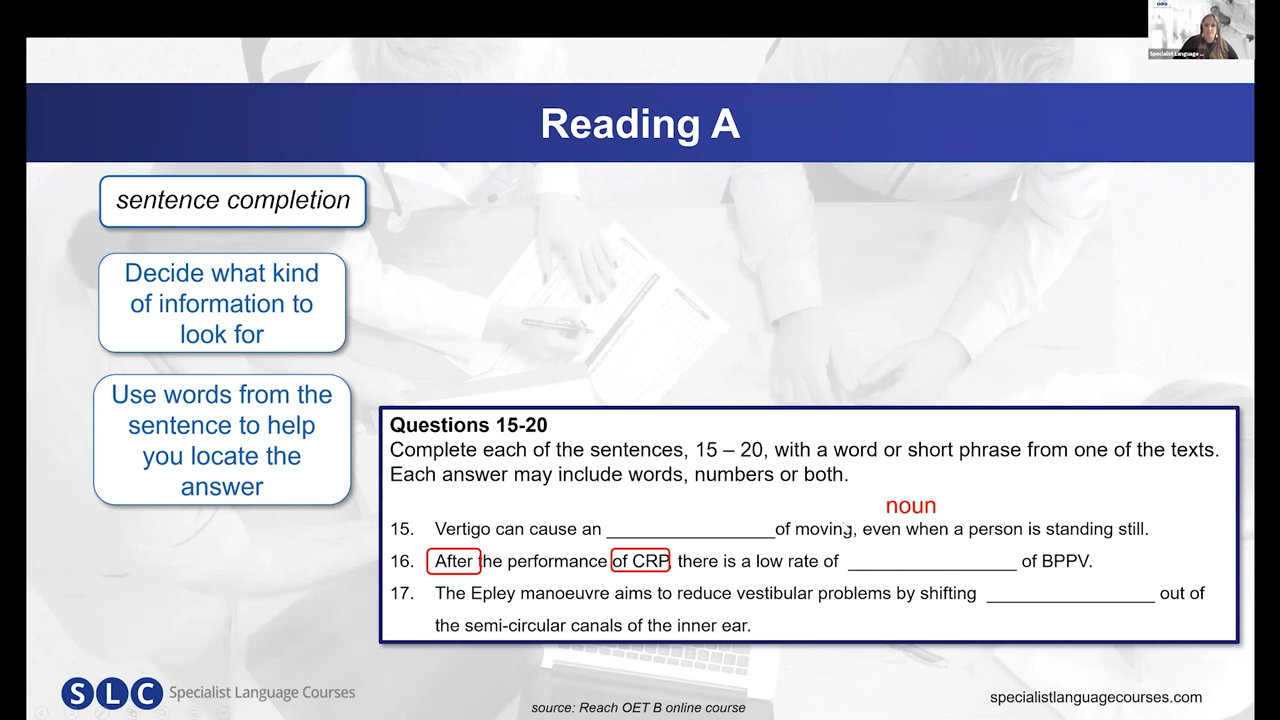 Specialist Language ...
Reading A
sentence completion
Decide what kind
of information to
look for
Use words from the
sentence to help
you locate the
answer
Questions 15-20
Complete each of the sentences, 15 – 20, with a word or short phrase from one of the texts.
Each answer may include words, numbers or both.
noun
15. Vertigo can cause an ________________of moving, even when a person is standing still.
16. After the performance of CRP, there is a low rate of ________________ of BPPV.
17. The Epley manoeuvre aims to reduce vestibular problems by shifting ________________ out of
the semi-circular canals of the inner ear.
SLC Specialist Language Courses
source: Reach OET B online course
specialistlanguagecourses.com